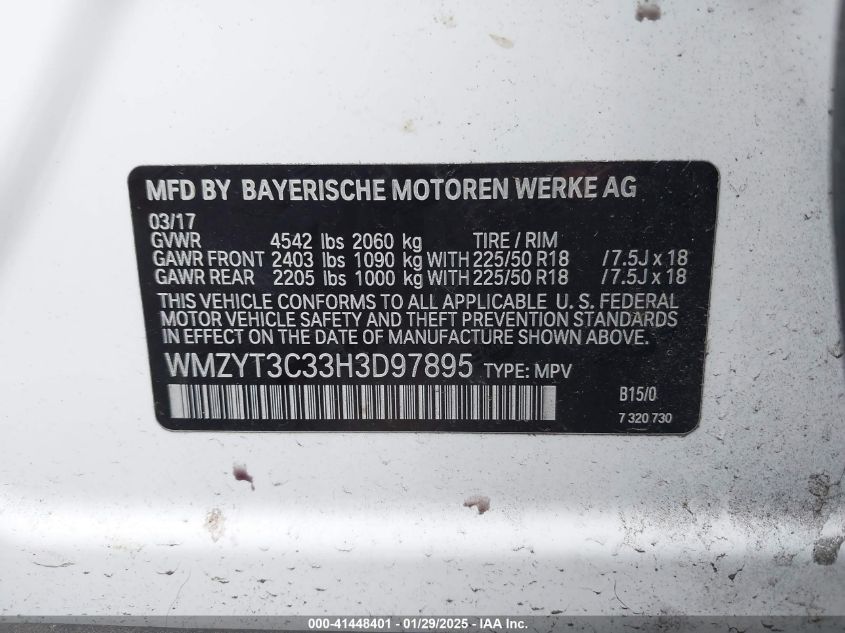 MFD BY BAYERISCHE MOTOREN WERKE AG
03/17
GVWR 4542 lbs 2060 kg TIRE / RIM
GAWR FRONT 2403 lbs 1090 kg WITH 225/50 R18 /7.5J x 18
GAWR REAR 2205 lbs 1000 kg WITH 225/50 R18 /7.5J x 18
THIS VEHICLE CONFORMS TO ALL APPLICABLE U. S. FEDERAL
MOTOR VEHICLE SAFETY AND THEFT PREVENTION STANDARDS
IN EFFECT ON THE DATE OF MANUFACTURE SHOWN ABOVE.
WMZYT3C33H3D97895 TYPE: MPV
B15/0
7 320 730
000-41448401 - 01/29/2025 - IAAI.COM